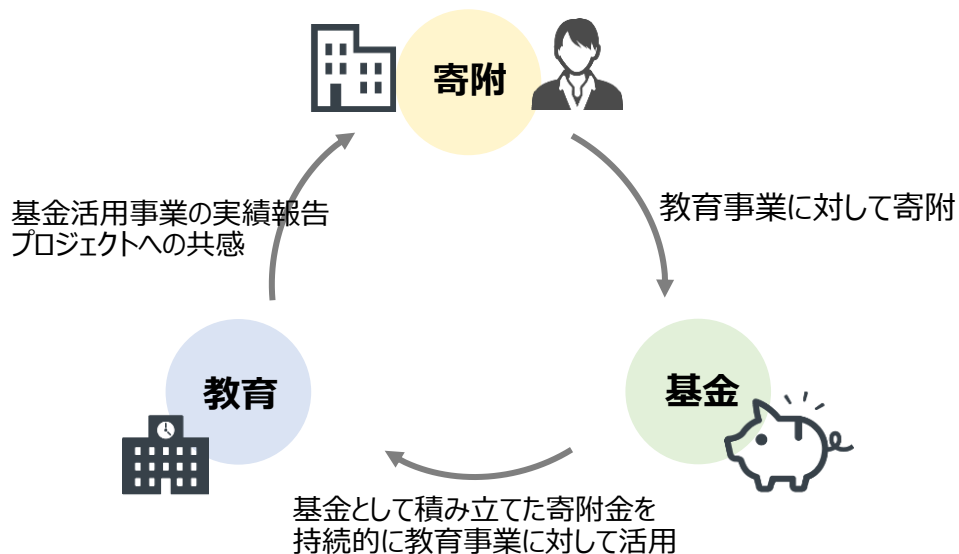 寄附
教育事業に対して寄附
基金活用事業の実績報告
プロジェクトへの共感
教育
基金
基金として積み立てた寄附金を
持続的に教育事業に対して活用